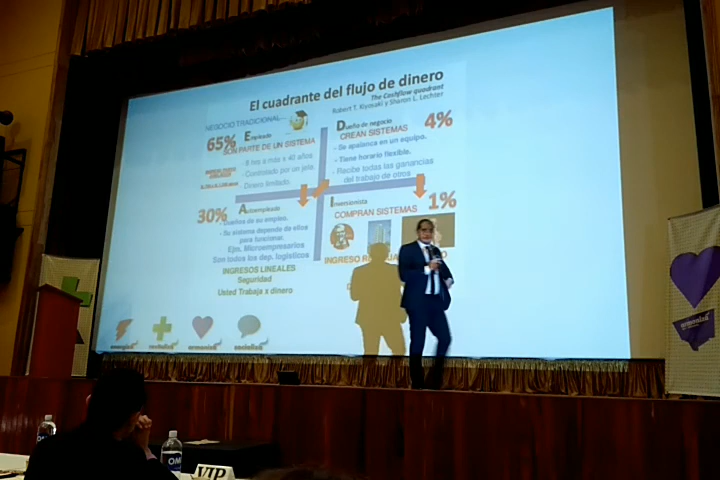 El cuadrante del flujo de dinero
The Cashflow quadrant
Robert T. Kiyosaki y Sharon L. Lechter
NEGOCIO TRADICIONAL
65%
Empleado
SON PARTE DE UN SISTEMA
- 8 hrs x más x 40 años.
- Controlado por un jefe.
- Dinero limitado.
Dueño de negocio
4%
CREAN SISTEMAS
- Se apalanca en un equipo.
- Tiene horario flexible.
- Recibe todas las ganancias
del trabajo de otros
30%
Autoempleado
- Dueños de su empleo.
- Su sistema depende de ellos
para funcionar.
Ejm. Microempresarios
Son todos los dep. logísticos
INGRESOS LINEALES
Seguridad
Usted Trabaja x dinero
Inversionista
1%
COMPRAN SISTEMAS
INGRESO
socializA
VIP